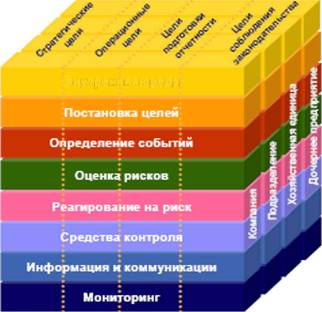 Стратегические
цели
Операционные
цели
Цели
подготовки
отчетности
Цели
соблюдения
законодательства
Постановка целей
Определение событий
Оценка рисков
Реагирование на риск
Средства контроля
Информация и коммуникации
Мониторинг
Компания
Подразделение
Хозяйственная единица
Дочернее предприятие